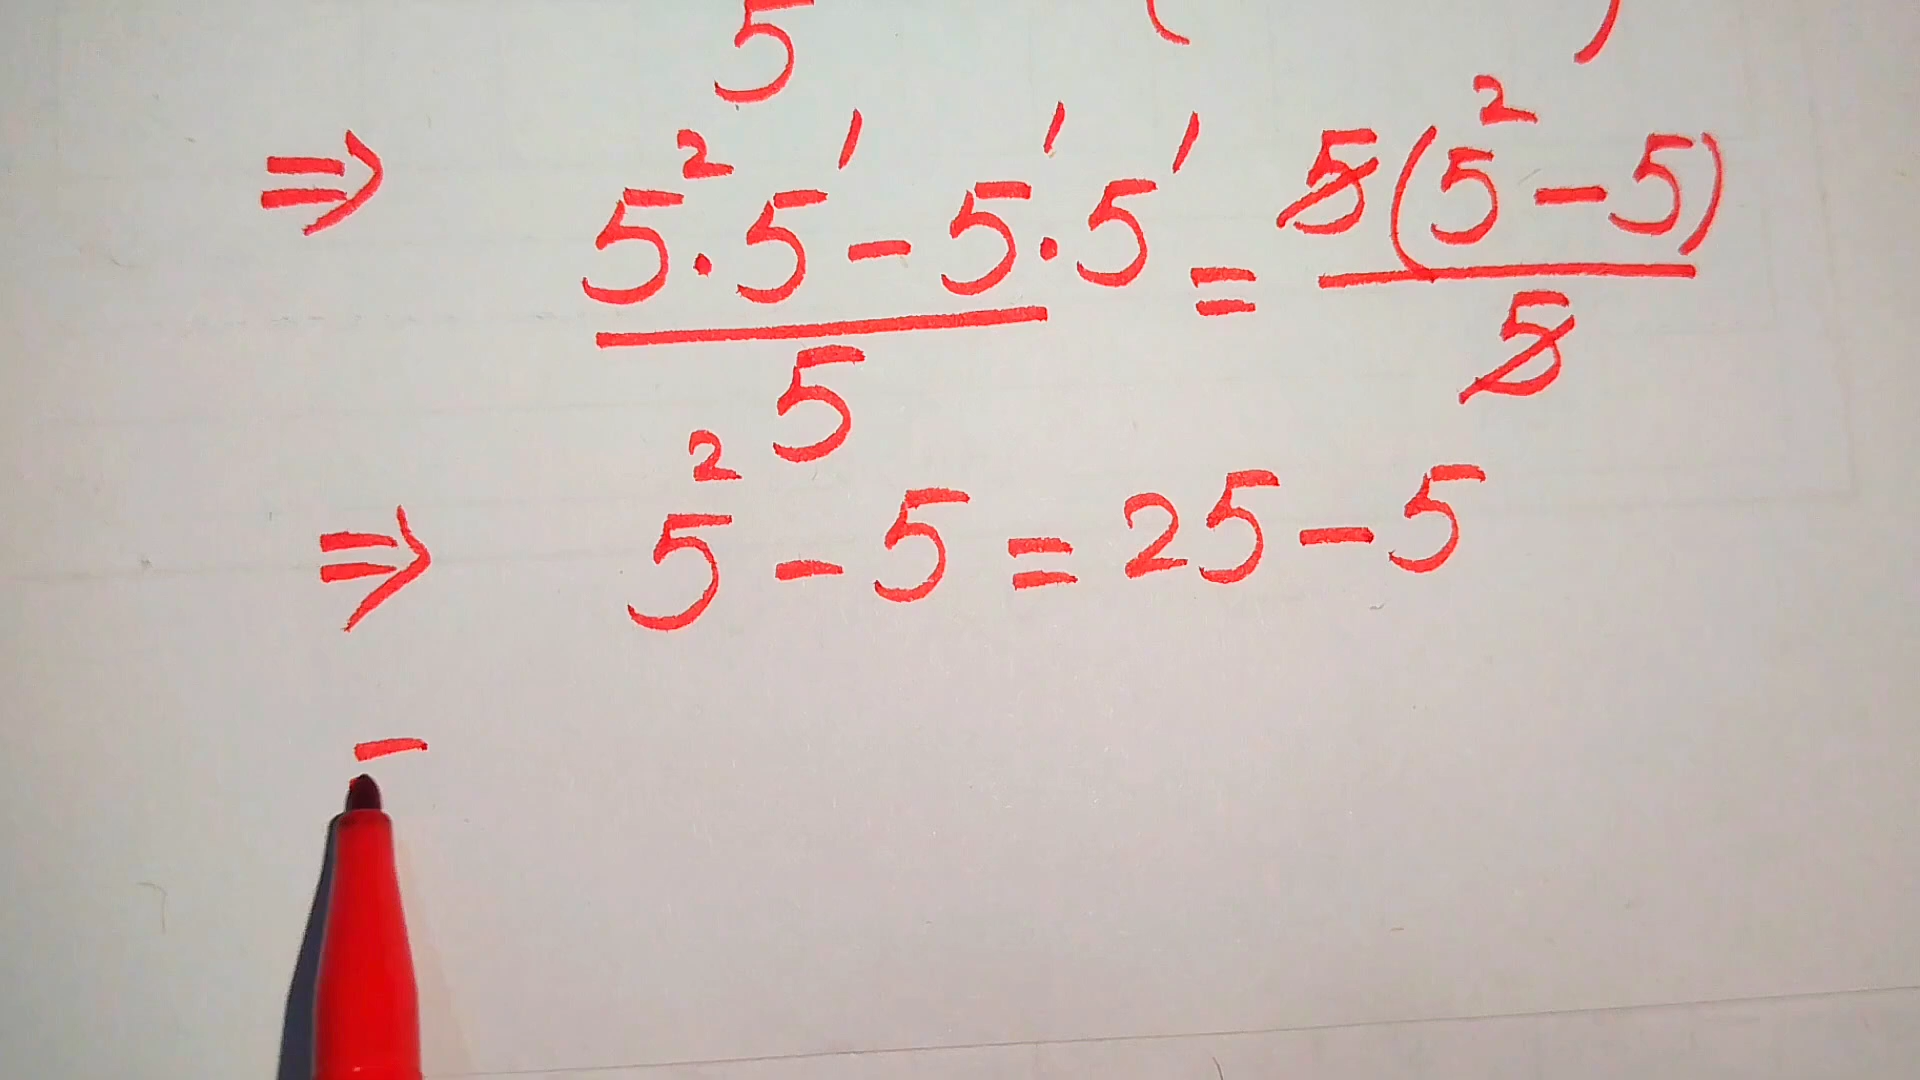 5 ( )
⇒ (5²·5¹ - 5¹·5¹)/5 = 5(5² - 5)/5
⇒ 5² - 5 = 25 - 5
-